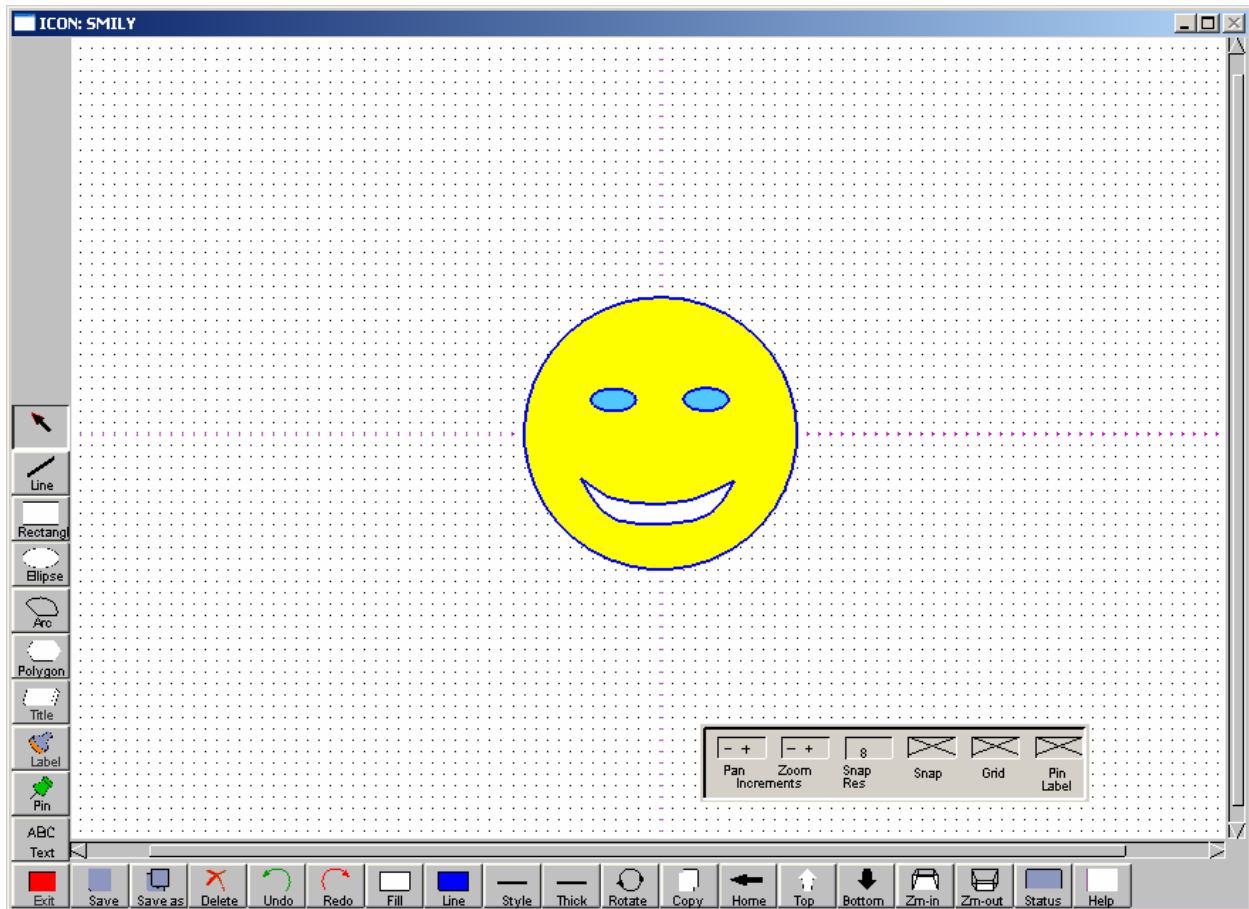 ICON: SMILY
Line
Rectangl
Ellipse
Arc
Polygon
Title
Label
Pin
ABC
Text
- + - + 8
Pan Zoom Snap Snap Grid Pin
Increments Res Label
Exit Save Save as Delete Undo Redo Fill Line Style Thick Rotate Copy Home Top Bottom Zm-in Zm-out Status Help